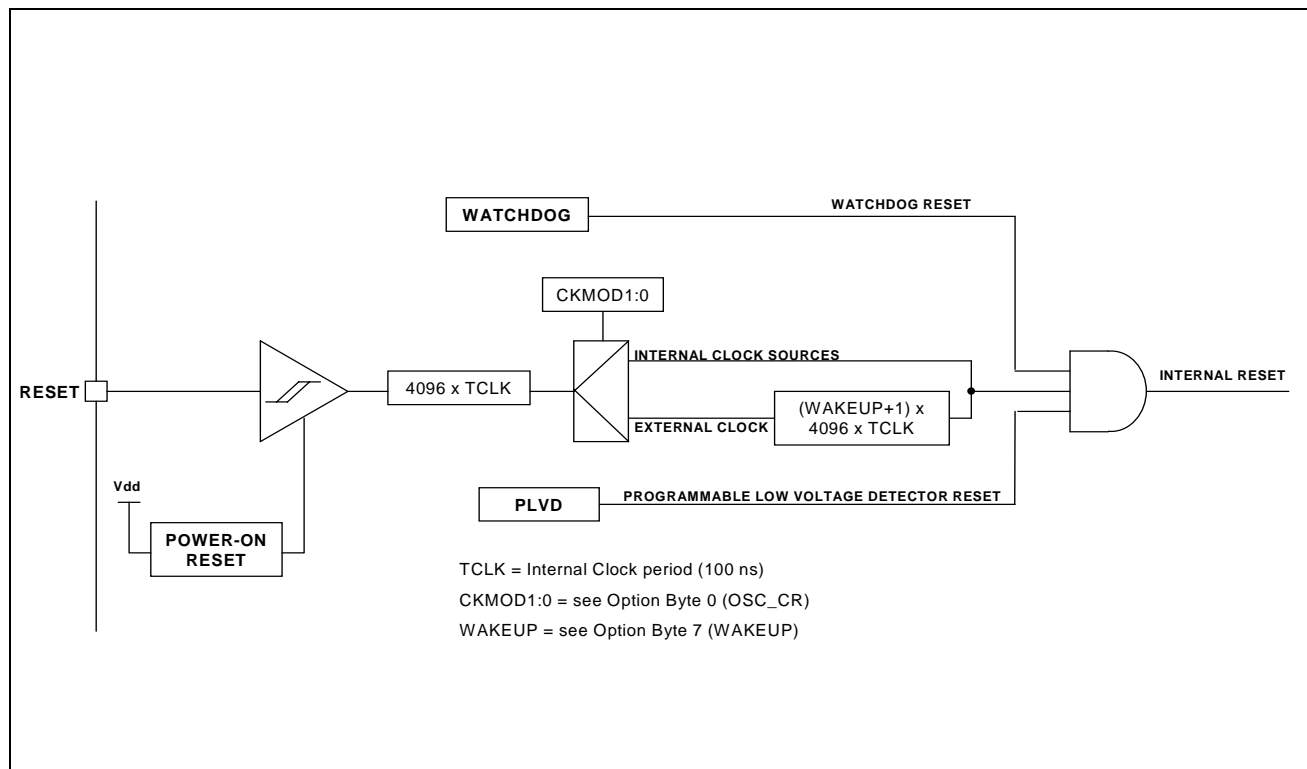 WATCHDOG
WATCHDOG RESET
CKMOD1:0
INTERNAL CLOCK SOURCES
RESET
4096 x TCLK
INTERNAL RESET
(WAKEUP+1) x
4096 x TCLK
EXTERNAL CLOCK
Vdd
PLVD
PROGRAMMABLE LOW VOLTAGE DETECTOR RESET
POWER-ON
RESET
TCLK = Internal Clock period (100 ns)
CKMOD1:0 = see Option Byte 0 (OSC_CR)
WAKEUP = see Option Byte 7 (WAKEUP)